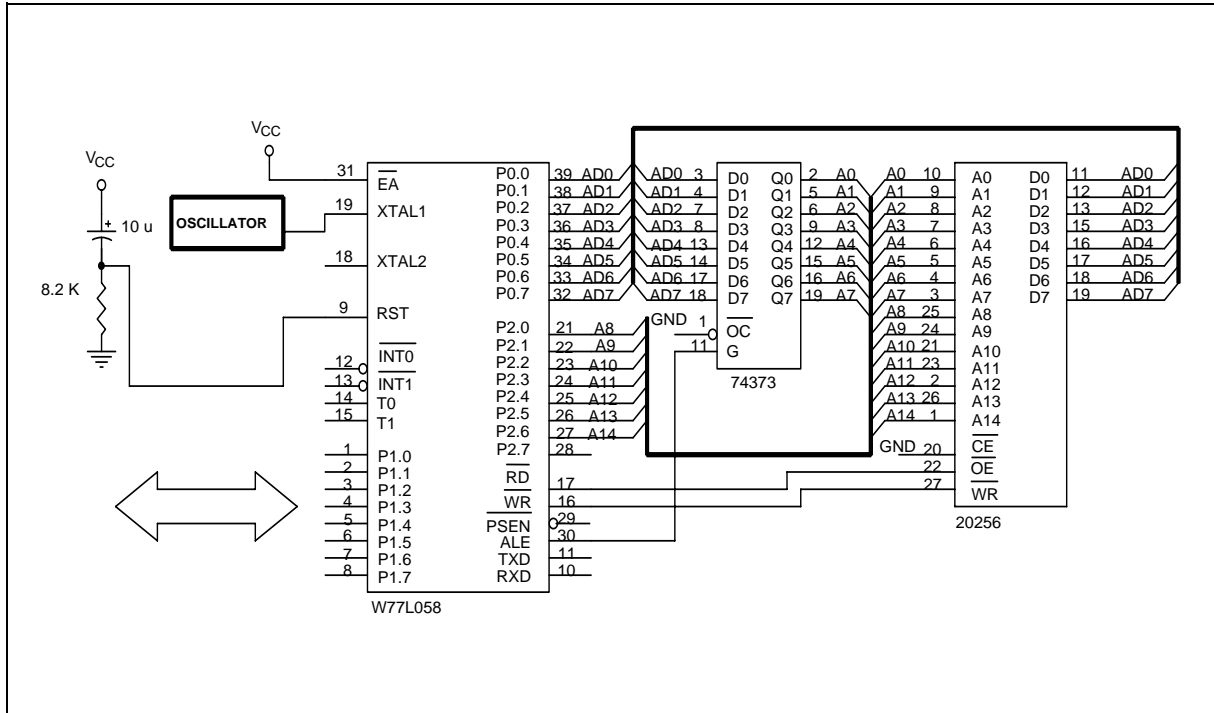 VCC
VCC
10 u
8.2 K
OSCILLATOR
31 EA
19 XTAL1
18 XTAL2
9 RST
12 INT0
13 INT1
14 T0
15 T1
1 P1.0
2 P1.1
3 P1.2
4 P1.3
5 P1.4
6 P1.5
7 P1.6
8 P1.7
P0.0 39 AD0
P0.1 38 AD1
P0.2 37 AD2
P0.3 36 AD3
P0.4 35 AD4
P0.5 34 AD5
P0.6 33 AD6
P0.7 32 AD7
P2.0 21 A8
P2.1 22 A9
P2.2 23 A10
P2.3 24 A11
P2.4 25 A12
P2.5 26 A13
P2.6 27 A14
P2.7 28
RD 17
WR 16
PSEN 29
ALE 30
TXD 11
RXD 10
W77L058
AD0 3 D0 Q0 2 A0
AD1 4 D1 Q1 5 A1
AD2 7 D2 Q2 6 A2
AD3 8 D3 Q3 9 A3
AD4 13 D4 Q4 12 A4
AD5 14 D5 Q5 15 A5
AD6 17 D6 Q6 16 A6
AD7 18 D7 Q7 19 A7
GND 1 OC
11 G
74373
A0 10 A0 D0 11 AD0
A1 9 A1 D1 12 AD1
A2 8 A2 D2 13 AD2
A3 7 A3 D3 15 AD3
A4 6 A4 D4 16 AD4
A5 5 A5 D5 17 AD5
A6 4 A6 D6 18 AD6
A7 3 A7 D7 19 AD7
A8 25 A8
A9 24 A9
A10 21 A10
A11 23 A11
A12 2 A12
A13 26 A13
A14 1 A14
GND 20 CE
22 OE
27 WR
20256